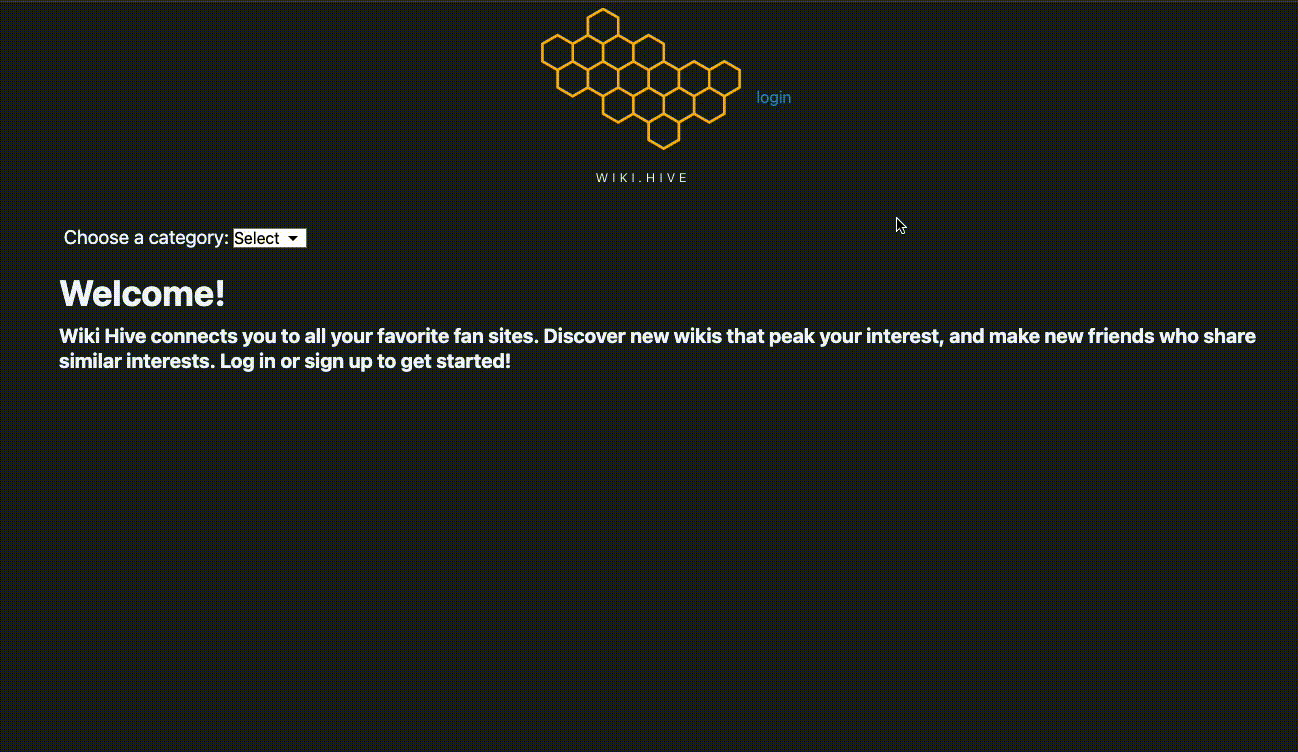 login
WIKI.HIVE
Choose a category: Select
Welcome!
Wiki Hive connects you to all your favorite fan sites. Discover new wikis that peak your interest, and make new friends who share
similar interests. Log in or sign up to get started!